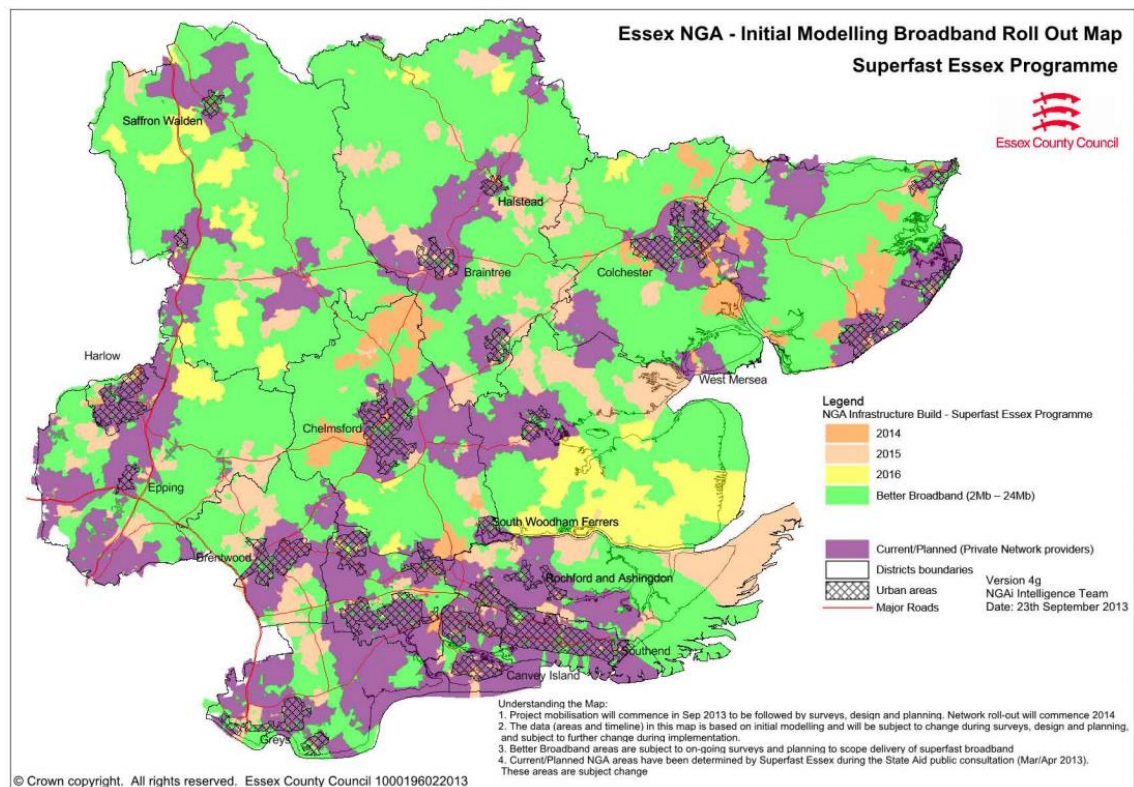 Essex NGA - Initial Modelling Broadband Roll Out Map
Superfast Essex Programme
Essex County Council
Saffron Walden
Halstead
Braintree
Colchester
Harlow
West Mersea
Chelmsford
Epping
South Woodham Ferrers
Brentwood
Rochford and Ashingdon
Southend
Canvey Island
Greys
Legend
NGA Infrastructure Build - Superfast Essex Programme
2014
2015
2016
Better Broadband (2Mb – 24Mb)
Current/Planned (Private Network providers)
Districts boundaries
Urban areas
Major Roads
Version 4g
NGAi Intelligence Team
Date: 23th September 2013
Understanding the Map:
1. Project mobilisation will commence in Sep 2013 to be followed by surveys, design and planning. Network roll-out will commence 2014
2. The data (areas and timeline) in this map is based on initial modelling and will be subject to change during surveys, design and planning,
and subject to further change during implementation.
3. Better Broadband areas are subject to on-going surveys and planning to scope delivery of superfast broadband
4. Current/Planned NGA areas have been determined by Superfast Essex during the State Aid public consultation (Mar/Apr 2013).
These areas are subject change
© Crown copyright. All rights reserved. Essex County Council 1000196022013